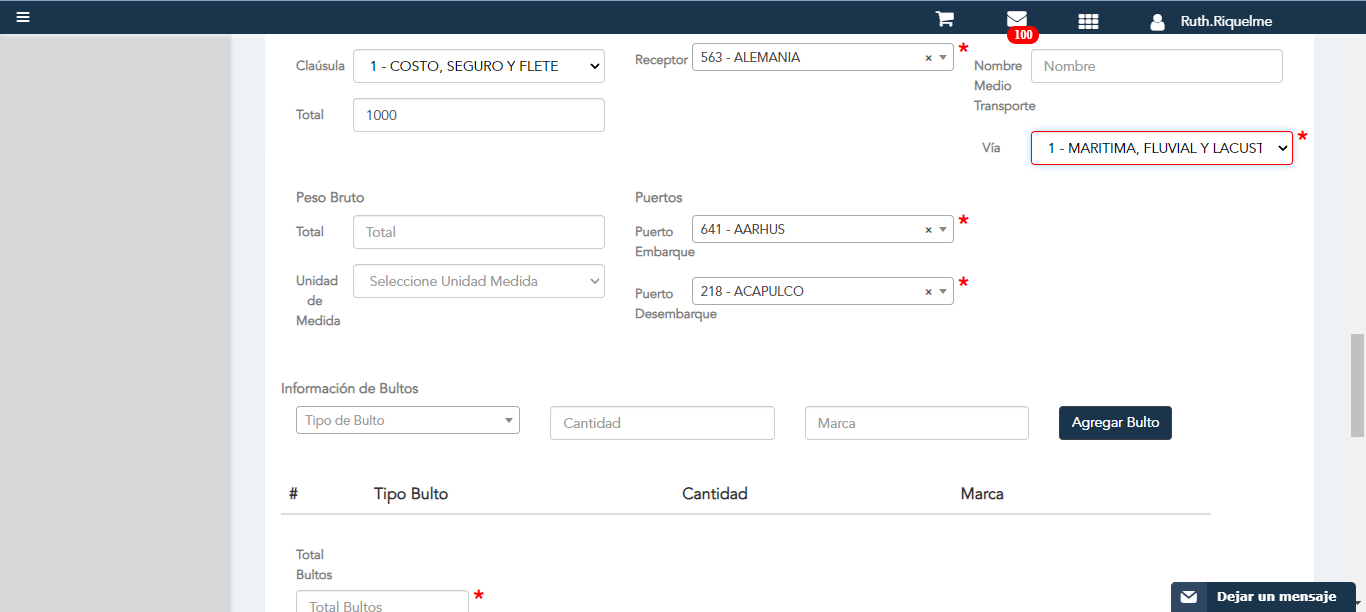 100
Ruth.Riquelme
Claúsula
1 - COSTO, SEGURO Y FLETE
Total
1000
Receptor
563 - ALEMANIA
×
*
Nombre
Medio
Transporte
Nombre
Vía
1 - MARITIMA, FLUVIAL Y LACUST
*
Peso Bruto
Total
Total
Unidad
de
Medida
Seleccione Unidad Medida
Puertos
Puerto
Embarque
641 - AARHUS
×
*
Puerto
Desembarque
218 - ACAPULCO
×
*
Información de Bultos
Tipo de Bulto
Cantidad
Marca
Agregar Bulto
# Tipo Bulto Cantidad Marca
Total
Bultos
Total Bultos
*
Dejar un mensaje